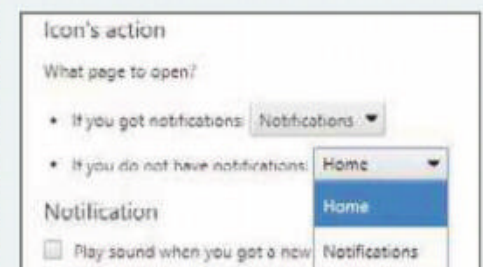 Icon's action
What page to open?
• If you got notifications: Notifications
• If you do not have notifications: Home
Home
Notification
Play sound when you got a new Notifications